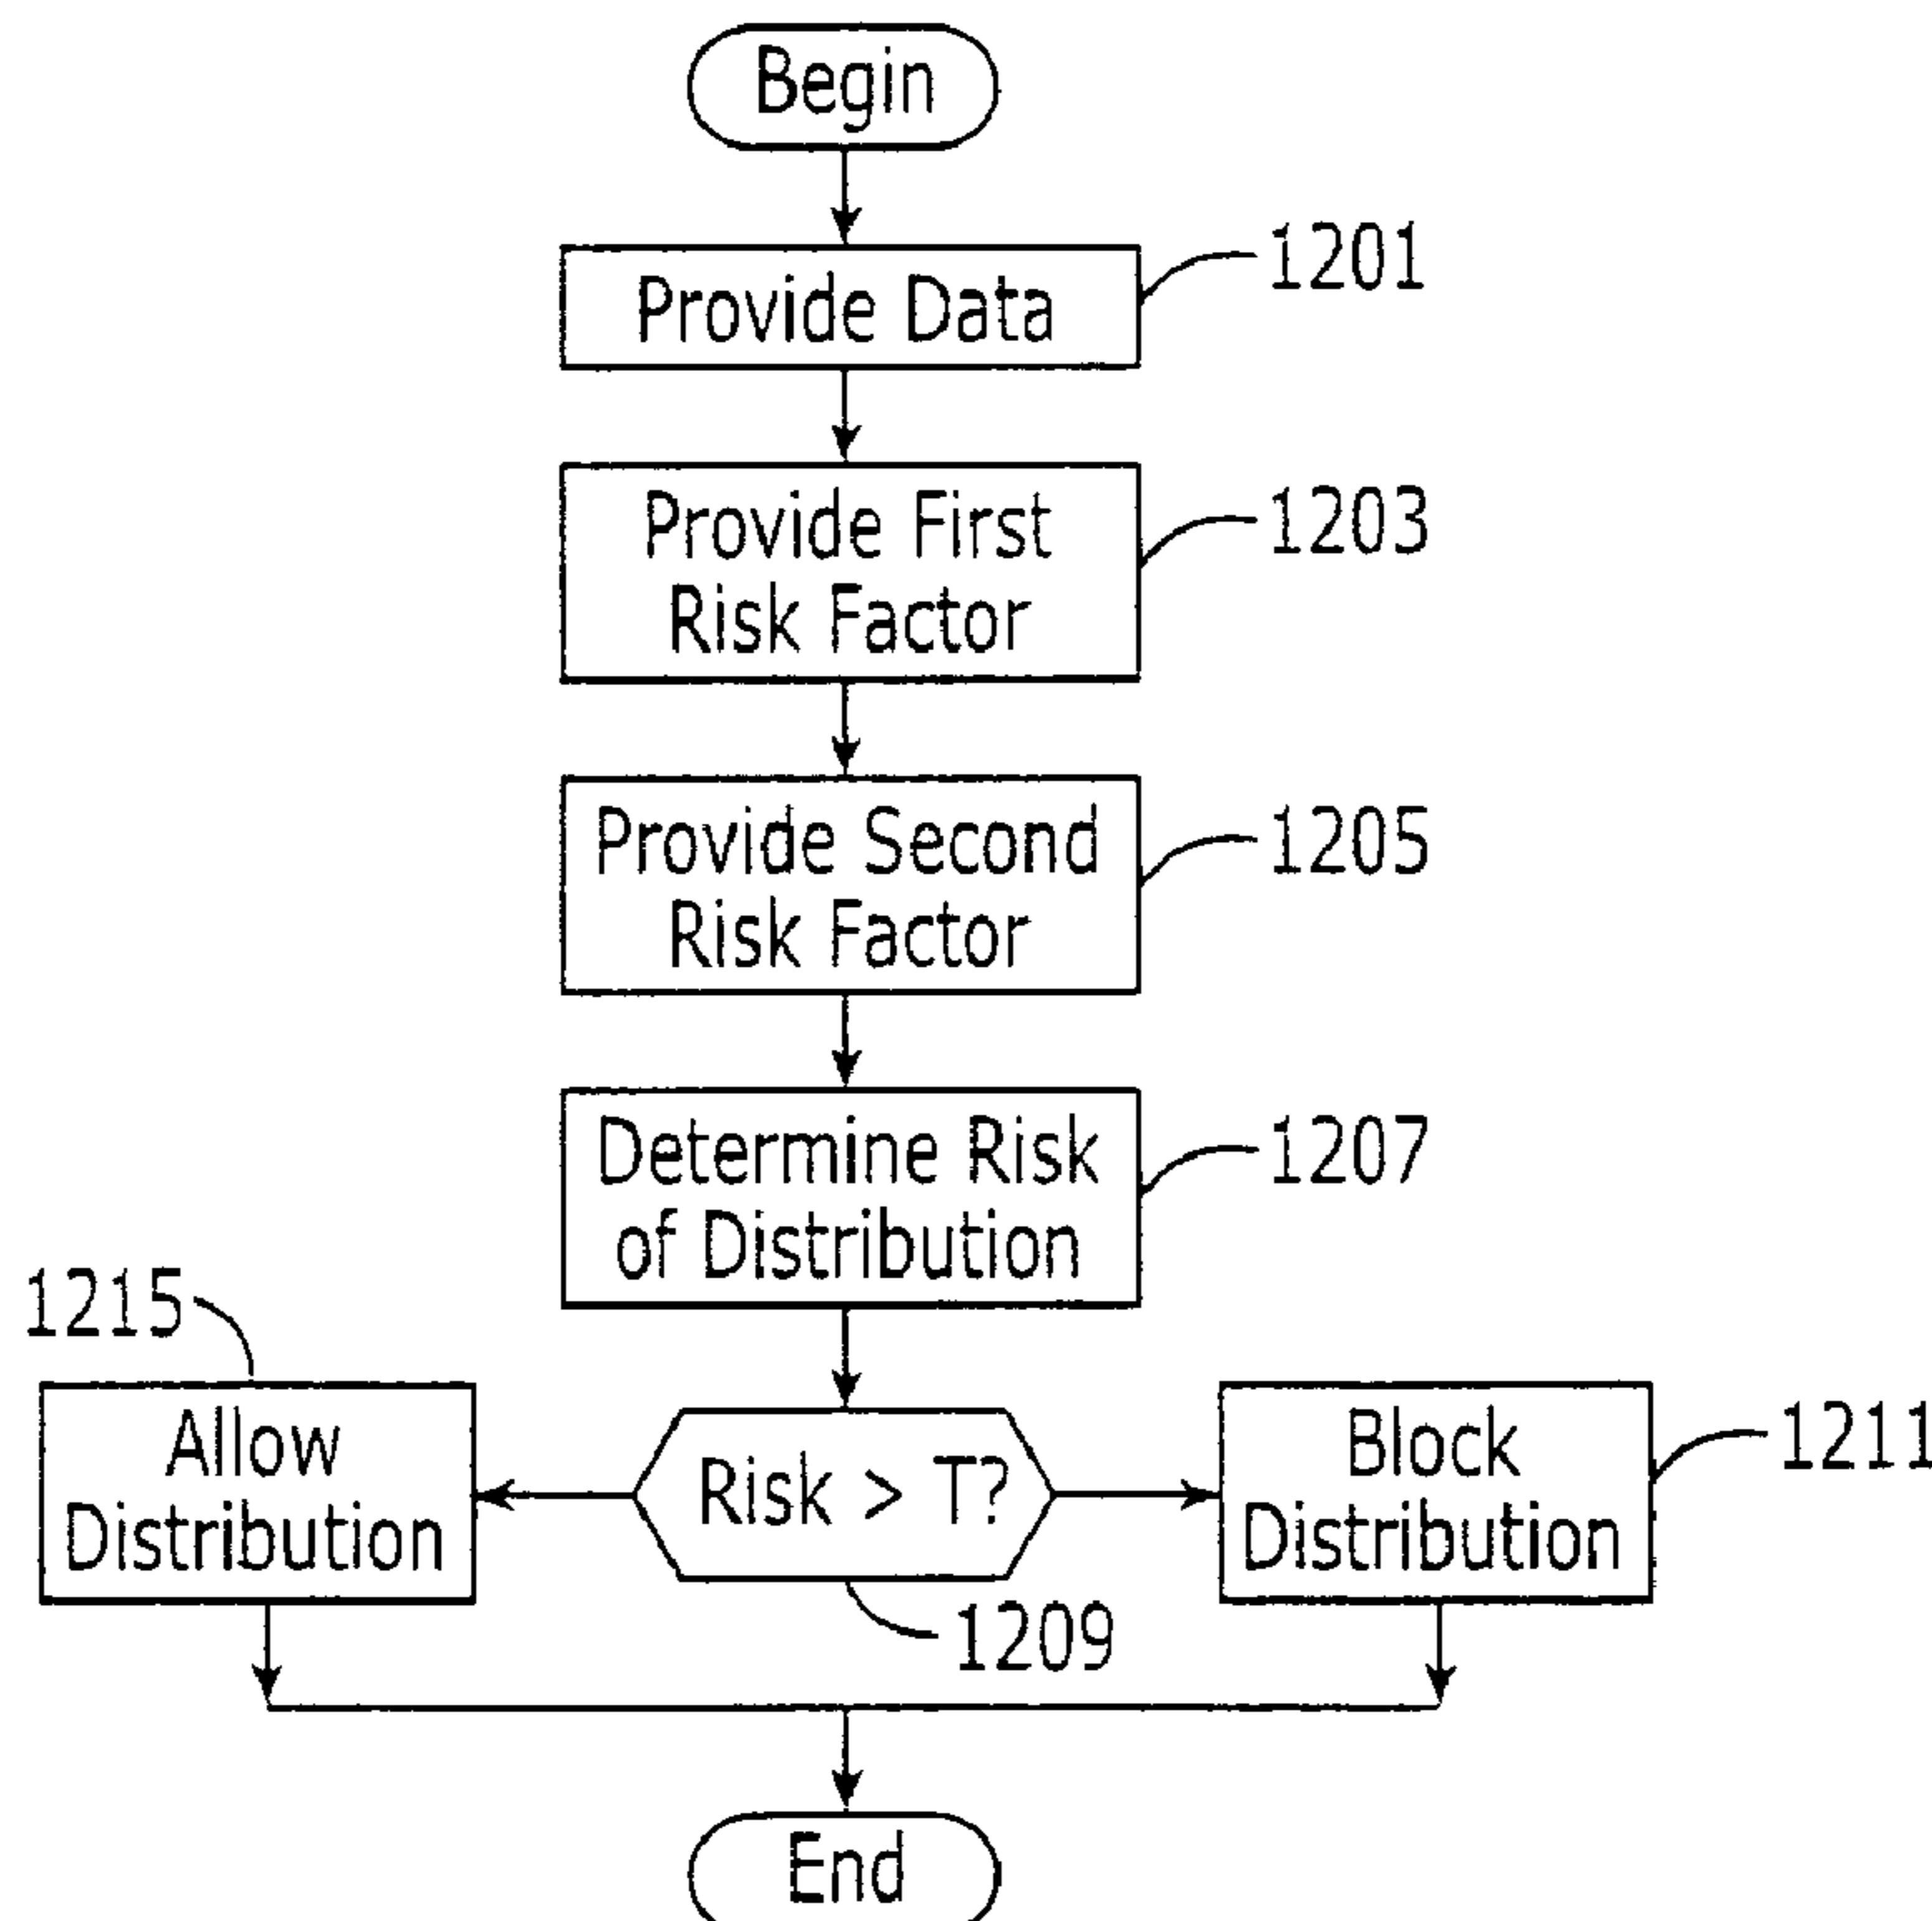 Begin
Provide Data
1201
Provide First
Risk Factor
1203
Provide Second
Risk Factor
1205
Determine Risk
of Distribution
1207
1215
Allow
Distribution
Risk > T?
1209
Block
Distribution
1211
End